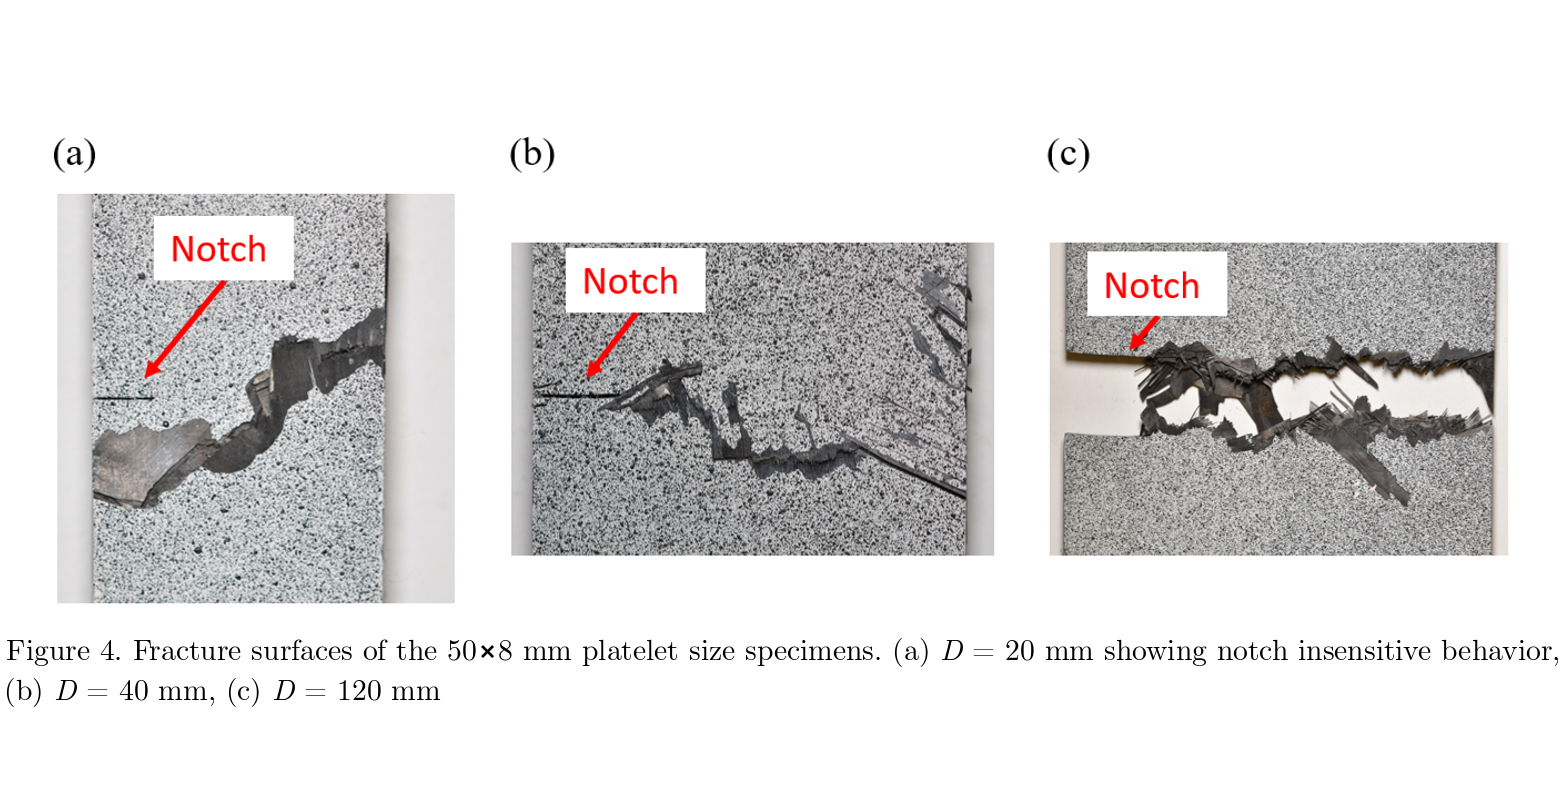 (a)
(b)
(c)
Notch
Notch
Notch
Figure 4. Fracture surfaces of the 50×8 mm platelet size specimens. (a) D = 20 mm showing notch insensitive behavior,
(b) D = 40 mm, (c) D = 120 mm